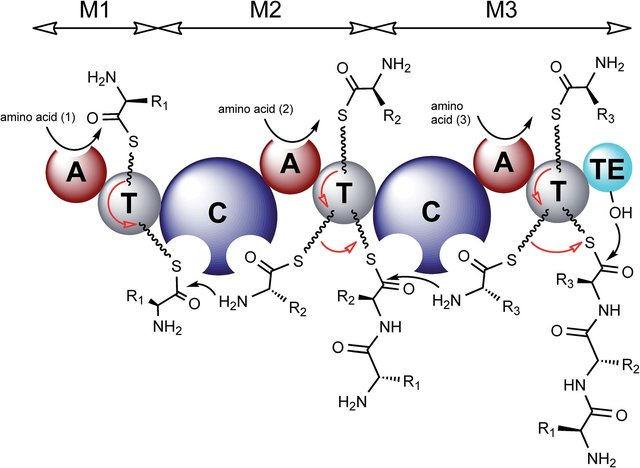 M1 M2 M3
H2N
O
R1
S
amino acid (1)
A
T
C
S
R1
O
NH2
amino acid (2)
O
NH2
R2
S
A
T
C
O
S
H2N
R2
S
R2
O
NH
O
R1
H2N
amino
acid (3)
O
NH2
R3
S
A
T
TE
OH
O
S
H2N
R3
S
O
R3
NH
O
R2
HN
O
R1
NH2